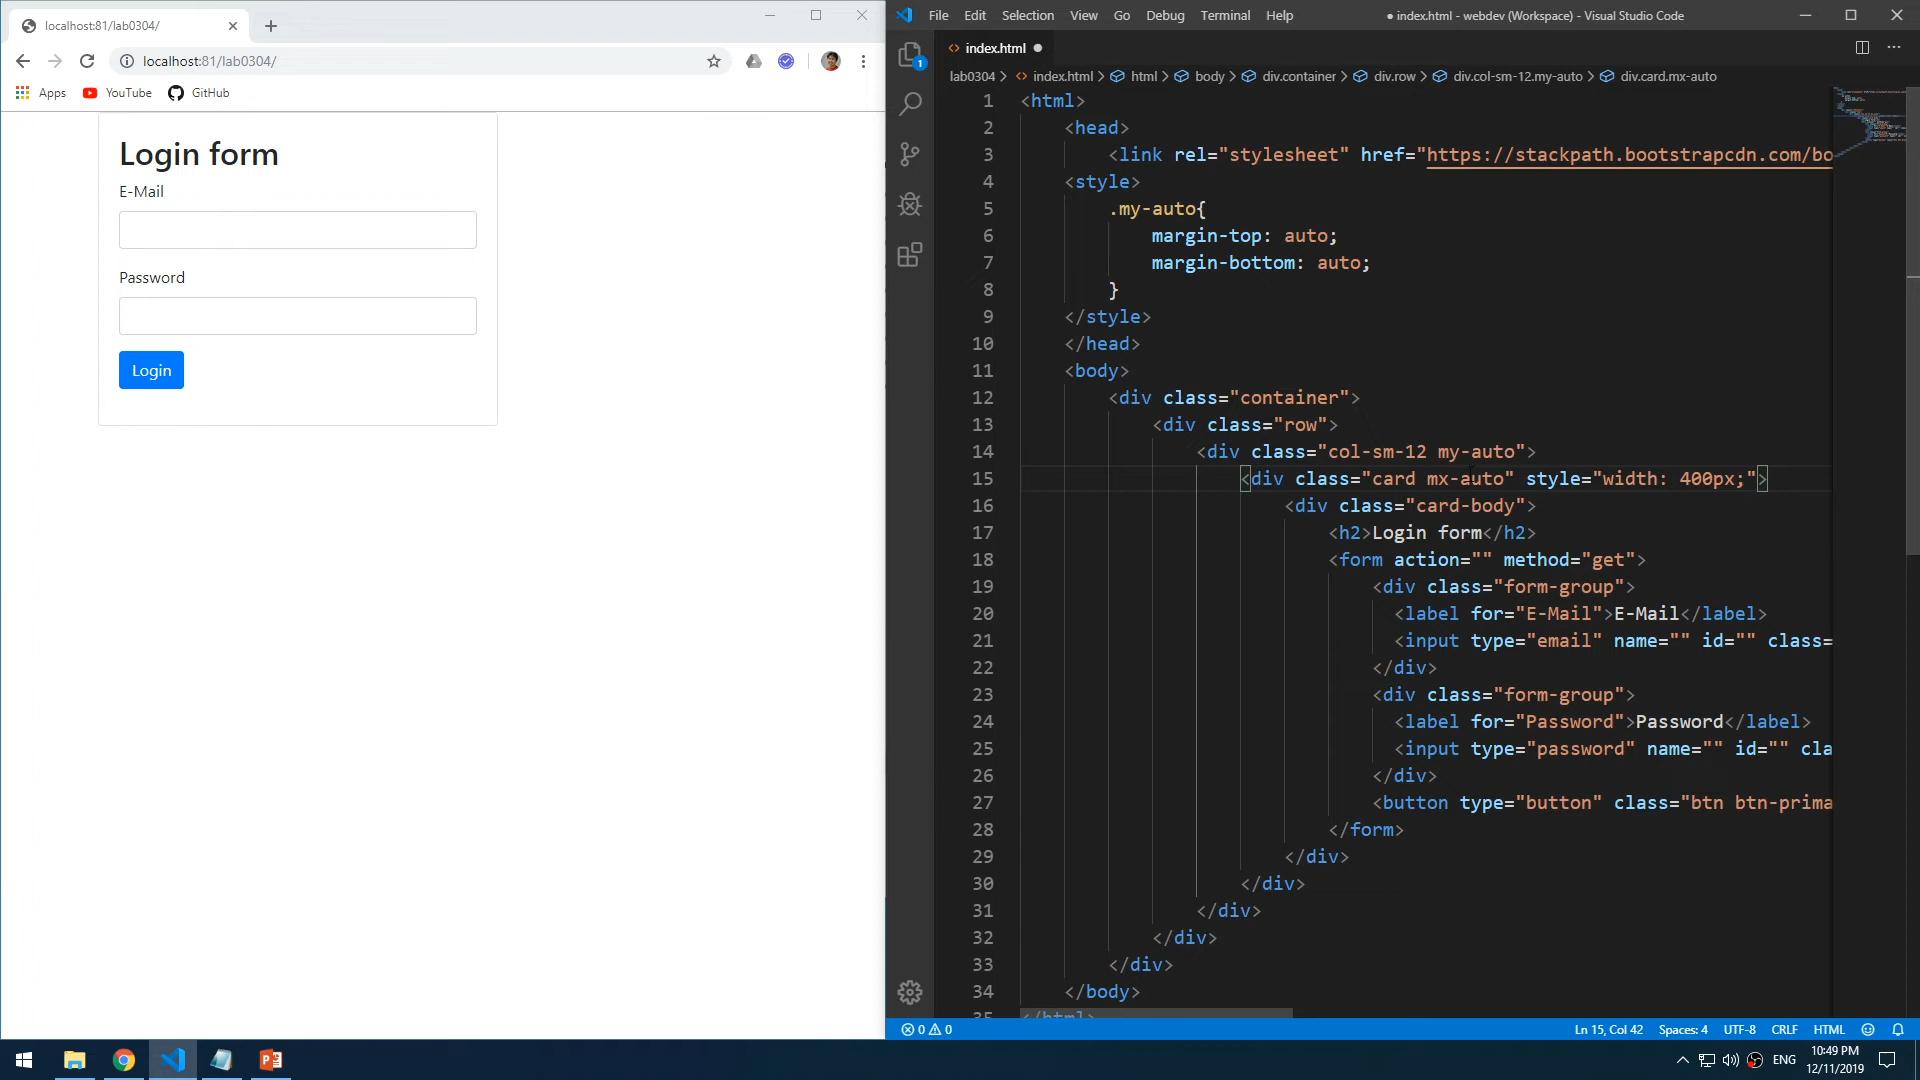 localhost:81/lab0304/
localhost:81/lab0304/
Apps YouTube GitHub
Login form
E-Mail
Password
Login
File Edit Selection View Go Debug Terminal Help
● index.html - webdev (Workspace) - Visual Studio Code
index.html ●
1
lab0304 > index.html > html > body > div.container > div.row > div.col-sm-12.my-auto > div.card.mx-auto
1 <html>
2 <head>
3 <link rel="stylesheet" href="https://stackpath.bootstrapcdn.com/bo
4 <style>
5 .my-auto{
6 margin-top: auto;
7 margin-bottom: auto;
8 }
9 </style>
10 </head>
11 <body>
12 <div class="container">
13 <div class="row">
14 <div class="col-sm-12 my-auto">
15 <div class="card mx-auto" style="width: 400px;">
16 <div class="card-body">
17 <h2>Login form</h2>
18 <form action="" method="get">
19 <div class="form-group">
20 <label for="E-Mail">E-Mail</label>
21 <input type="email" name="" id="" class=
22 </div>
23 <div class="form-group">
24 <label for="Password">Password</label>
25 <input type="password" name="" id="" cla
26 </div>
27 <button type="button" class="btn btn-prima
28 </form>
29 </div>
30 </div>
31 </div>
32 </div>
33 </div>
34 </body>
35 </html>
0 0
Ln 15, Col 42 Spaces: 4 UTF-8 CRLF HTML
ENG
10:49 PM
12/11/2019